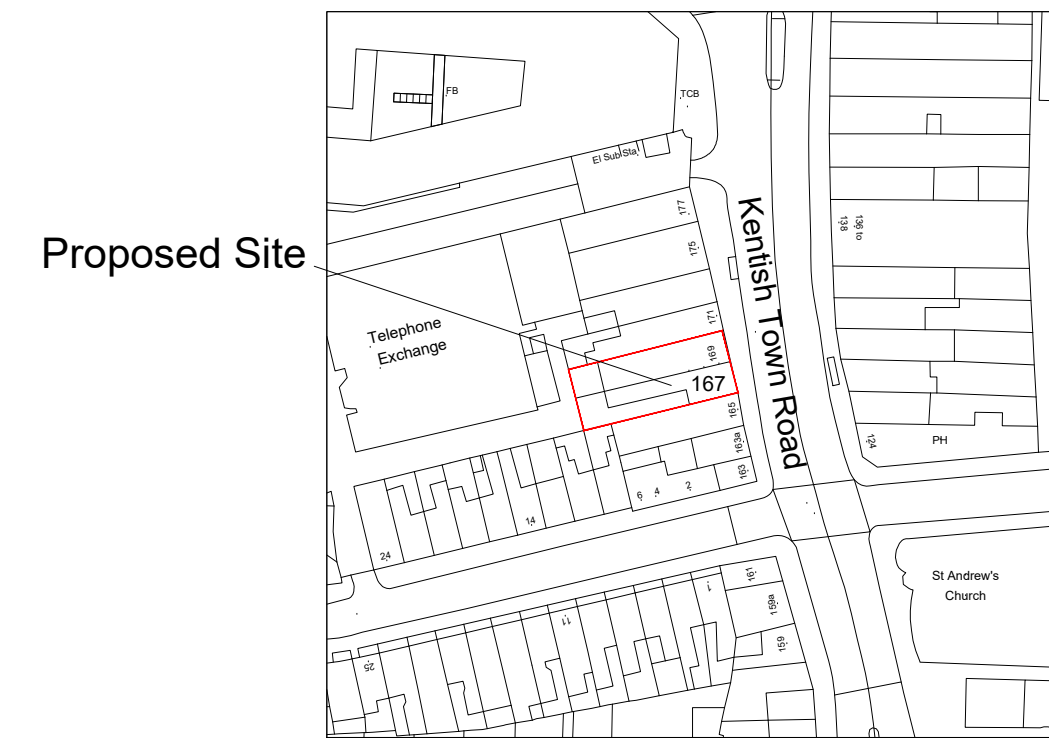 FB
TCB
El Sub Sta
177
Kentish Town Road
136 to
138
175
Proposed Site
171
Telephone
Exchange
169
167
165
163a
124
PH
163
6
4
2
14
24
161
St Andrew's
Church
1
159a
11
159
25